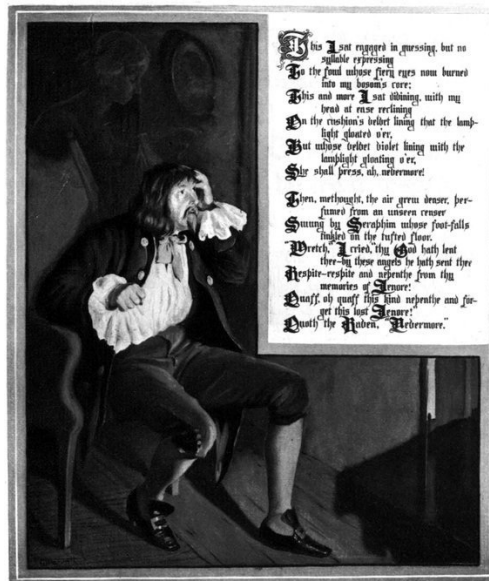 This I sat engaged in guessing, but no
syllable expressing
To the fowl whose fiery eyes now burned
into my bosom's core;
This and more I sat divining, with my
head at ease reclining
On the cushion's velvet lining that the lamp-
light gloated o'er,
But whose velvet violet lining with the
lamplight gloating o'er,
She shall press, ah, nevermore!
Then, methought, the air grew denser, per-
fumed from an unseen censer
Swung by Seraphim whose foot-falls
tinkled on the tufted floor.
"Wretch," I cried, "thy God hath lent
thee-by these angels he hath sent thee
Respite-respite and nepenthe from thy
memories of Lenore!
Quaff, oh quaff this kind nepenthe and for-
get this lost Lenore!"
Quoth the Raven, "Nevermore."